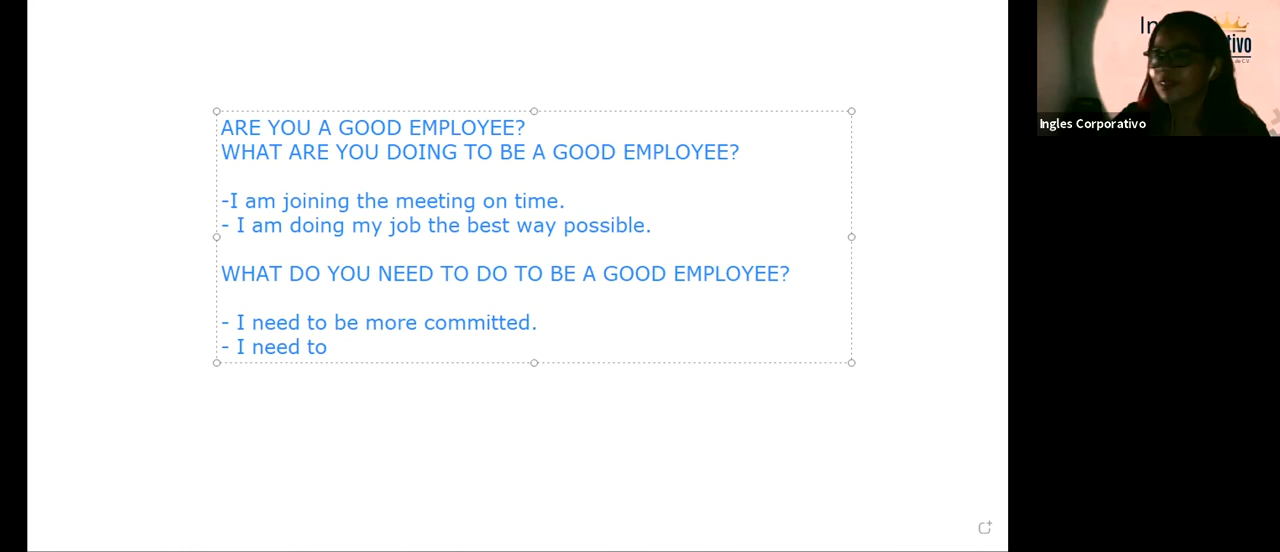 ARE YOU A GOOD EMPLOYEE?
WHAT ARE YOU DOING TO BE A GOOD EMPLOYEE?
-I am joining the meeting on time.
- I am doing my job the best way possible.
WHAT DO YOU NEED TO DO TO BE A GOOD EMPLOYEE?
- I need to be more committed.
- I need to
Ingles Corporativo